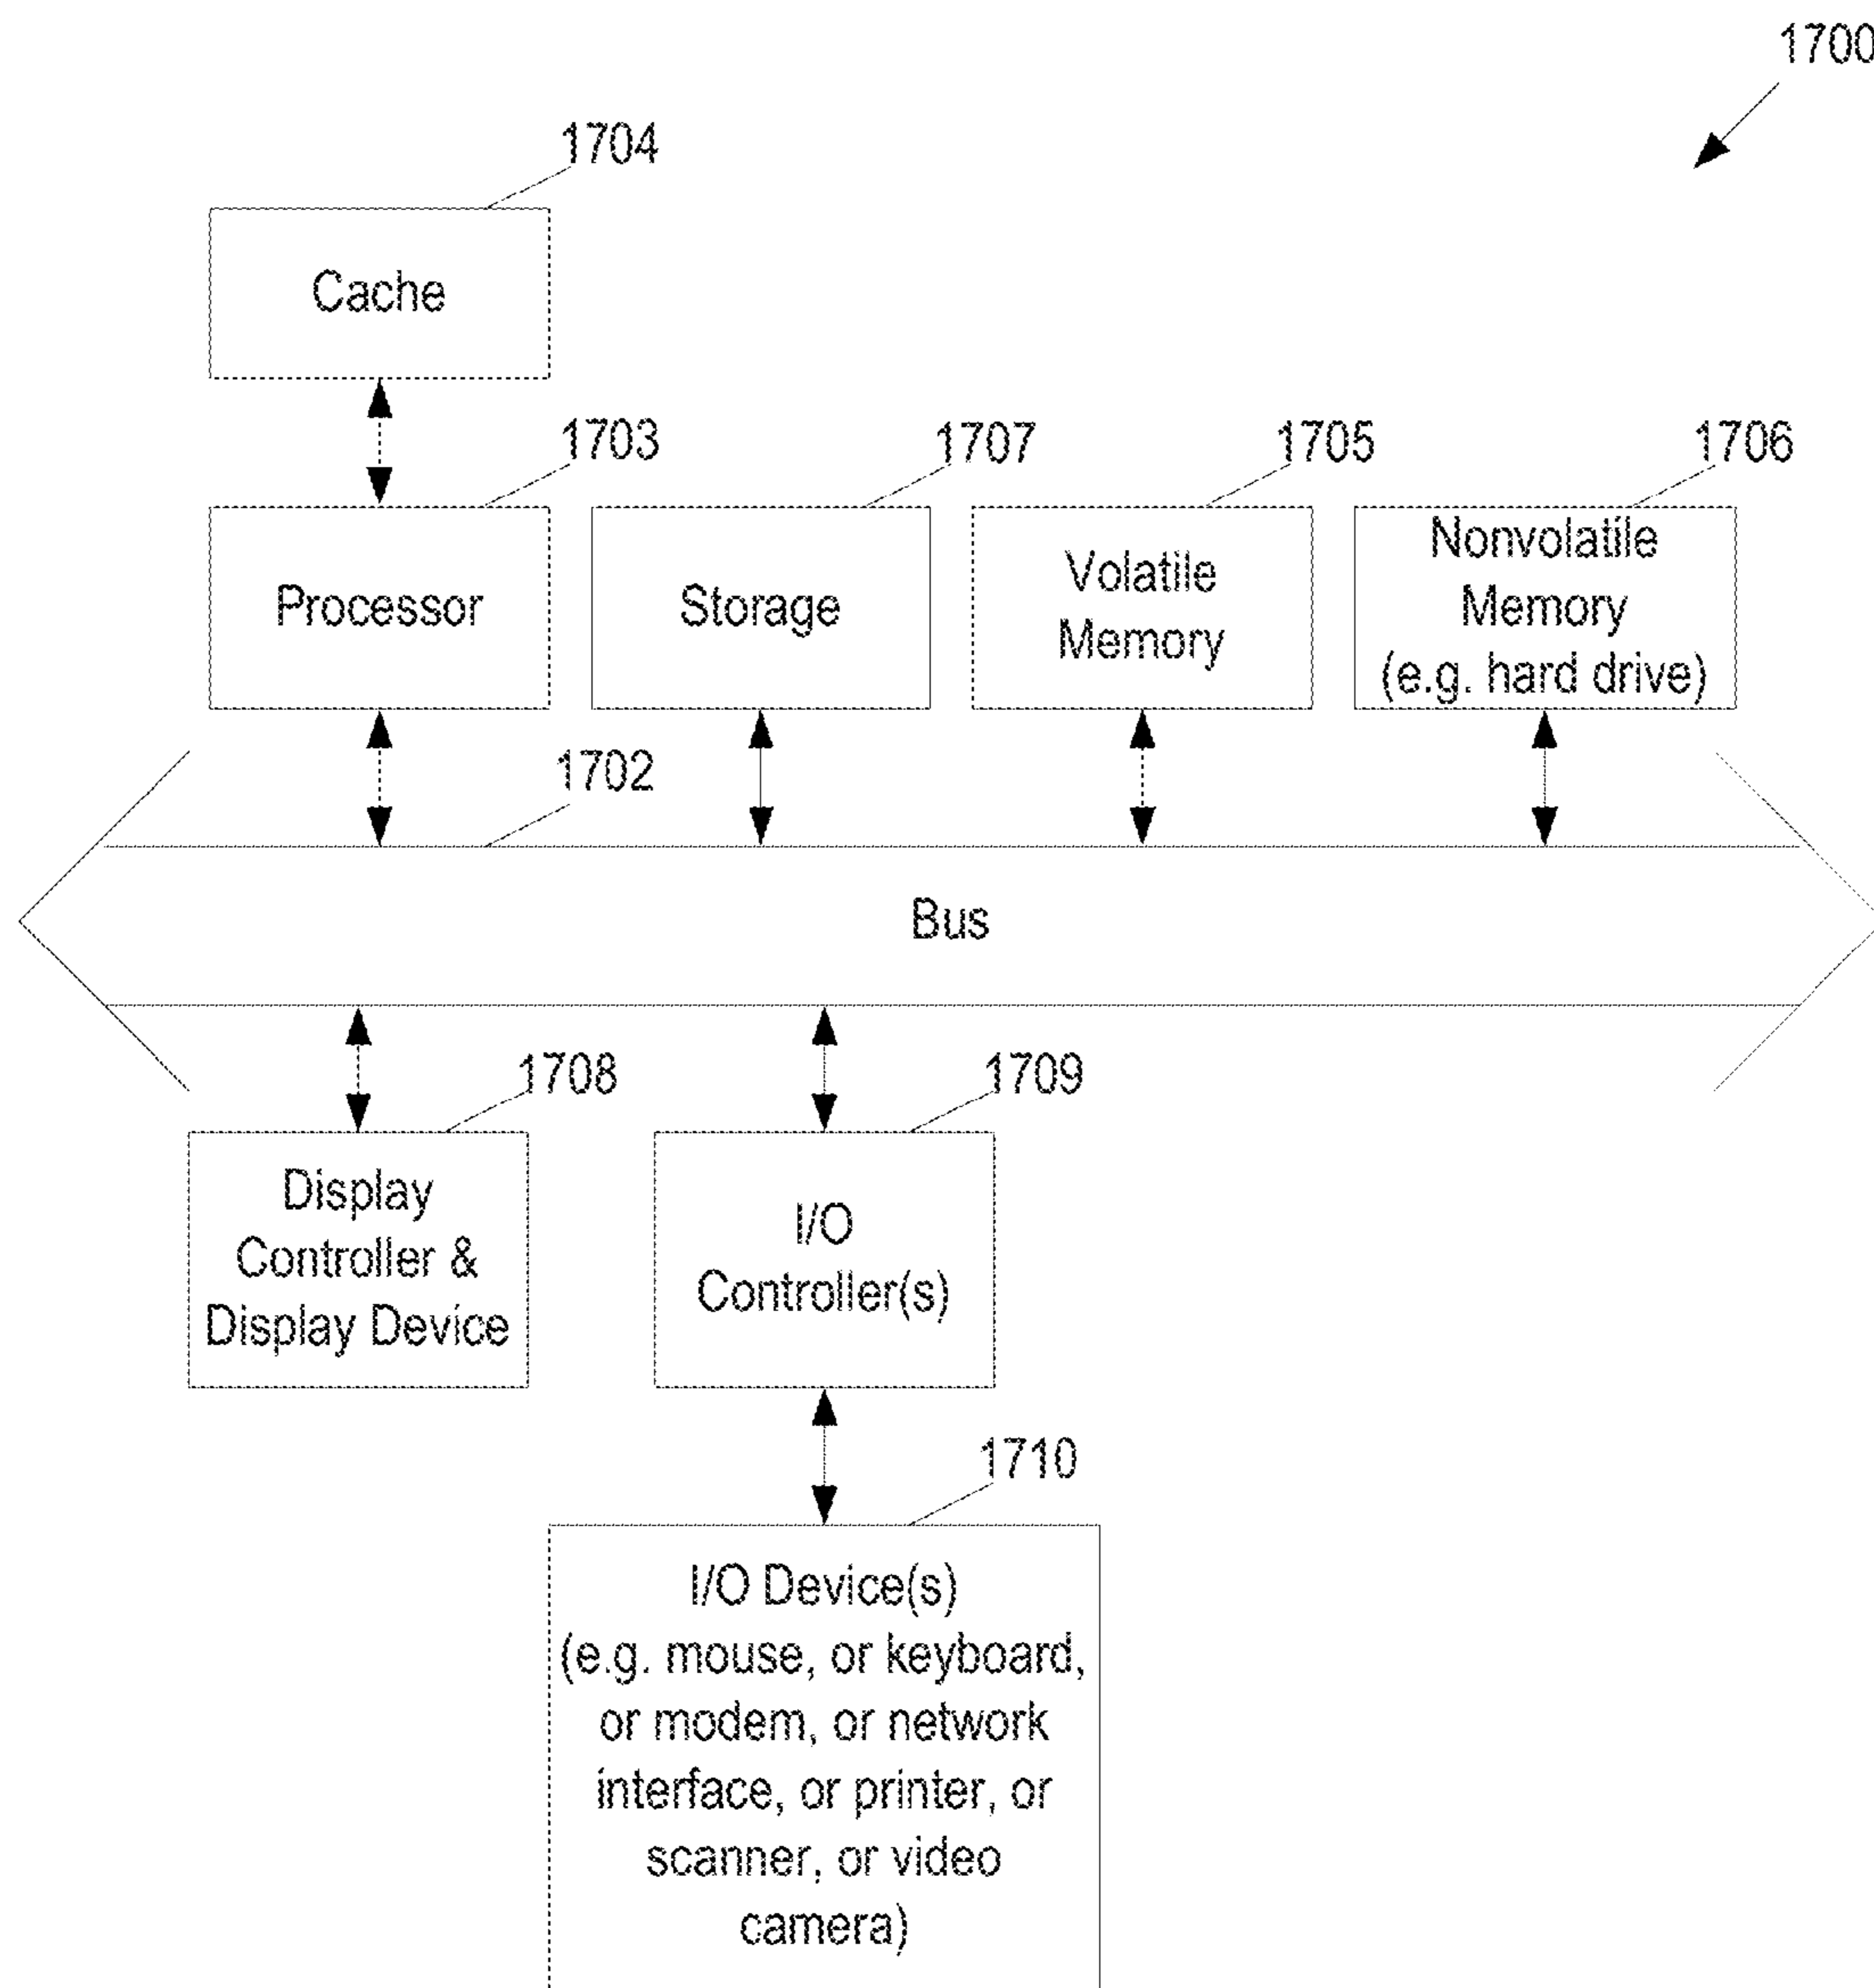 1700
1704
Cache
1703
1707
1705
1706
Processor
Storage
Volatile
Memory
Nonvolatile
Memory
(e.g. hard drive)
1702
Bus
1708
1709
Display
Controller &
Display Device
I/O
Controller(s)
1710
I/O Device(s)
(e.g. mouse, or keyboard,
or modem, or network
interface, or printer, or
scanner, or video
camera)